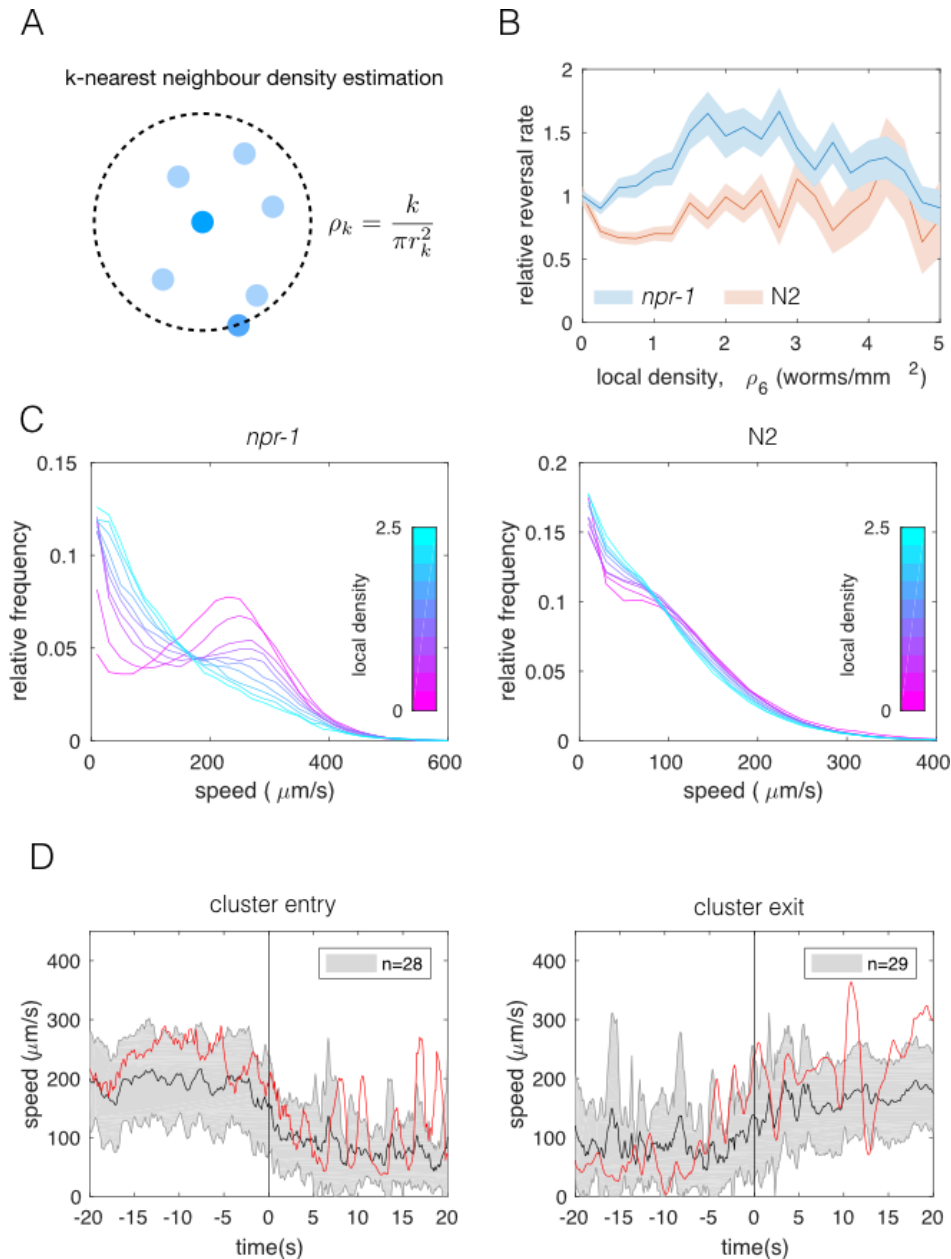 A
k-nearest neighbour density estimation
ρ_k = k / πr_k^2
B
relative reversal rate
2
1.5
1
0.5
0
npr-1
N2
0 1 2 3 4 5
local density, ρ_6 (worms/mm 2)
C
npr-1
relative frequency
0.15
0.1
0.05
0
2.5
local density
0
0 200 400 600
speed ( μm/s)
N2
relative frequency
0.2
0.15
0.1
0.05
0
2.5
local density
0
0 100 200 300 400
speed ( μm/s)
D
cluster entry
speed (μm/s)
400
300
200
100
0
n=28
-20 -15 -10 -5 0 5 10 15 20
time(s)
cluster exit
speed (μm/s)
400
300
200
100
0
n=29
-20 -15 -10 -5 0 5 10 15 20
time(s)